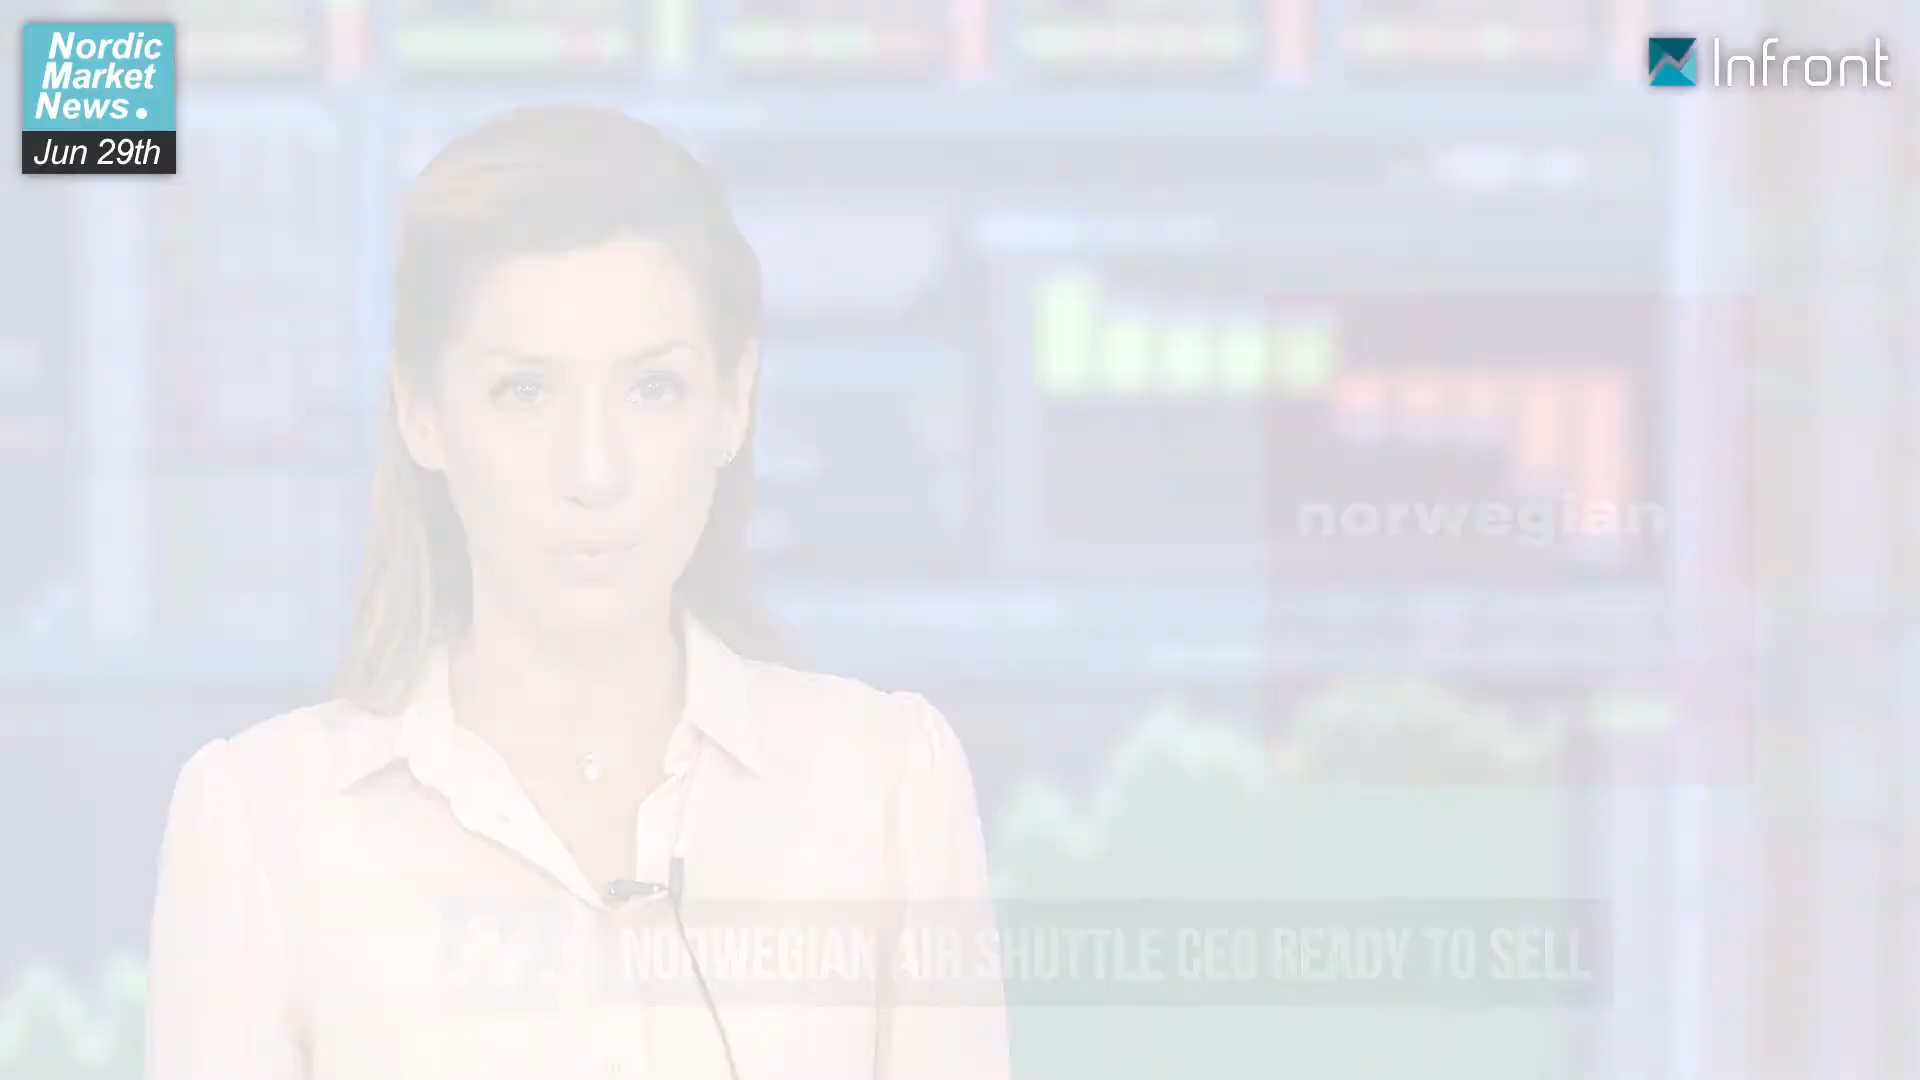 Nordic
Market
News.
Jun 29th
Infront
norwegian
NORWEGIAN AIR SHUTTLE CEO READY TO SELL